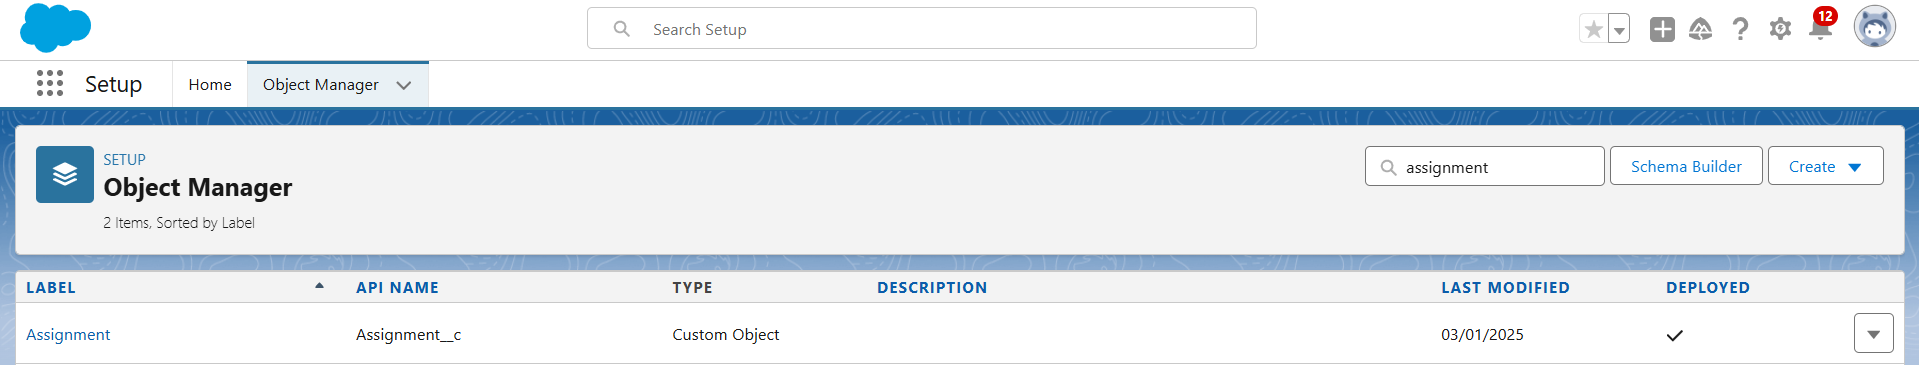 Search Setup
12
Setup
Home
Object Manager
SETUP
Object Manager
2 Items, Sorted by Label
assignment
Schema Builder
Create
LABEL API NAME TYPE DESCRIPTION LAST MODIFIED DEPLOYED
Assignment Assignment__c Custom Object 03/01/2025